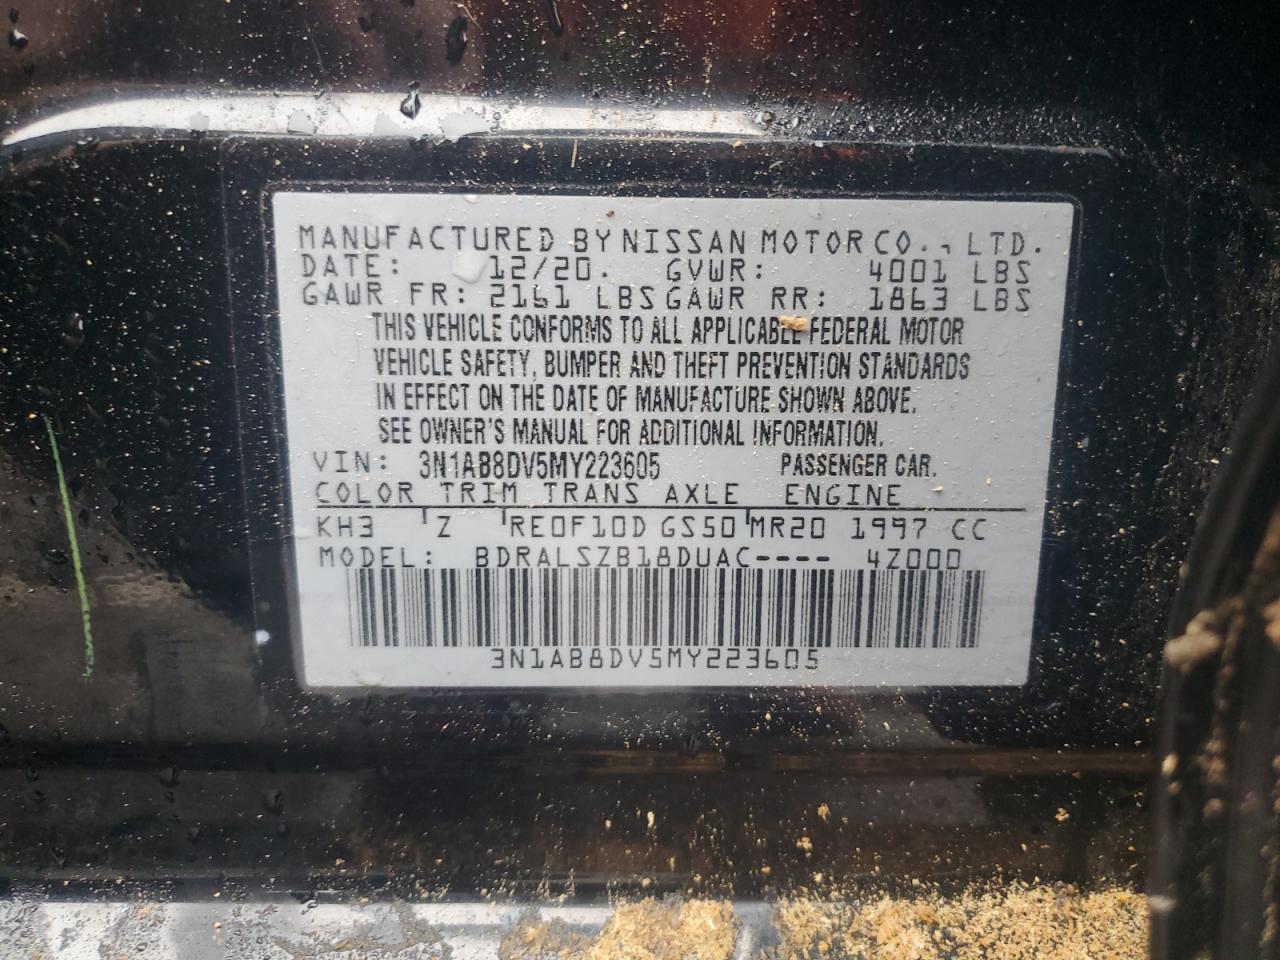 MANUFACTURED BY NISSAN MOTOR CO., LTD.
DATE: 12/20. GVWR: 4001 LBS
GAWR FR: 2161 LBS GAWR RR: 1863 LBS
THIS VEHICLE CONFORMS TO ALL APPLICABLE FEDERAL MOTOR
VEHICLE SAFETY, BUMPER AND THEFT PREVENTION STANDARDS
IN EFFECT ON THE DATE OF MANUFACTURE SHOWN ABOVE.
SEE OWNER'S MANUAL FOR ADDITIONAL INFORMATION.
VIN: 3N1AB8DV5MY223605 PASSENGER CAR.
COLOR TRIM TRANS AXLE ENGINE
KH3 Z RE0F10D GS50 MR20 1997 CC
MODEL: BDRALSZB18DUAC---- 4Z000
3N1AB8DV5MY223605